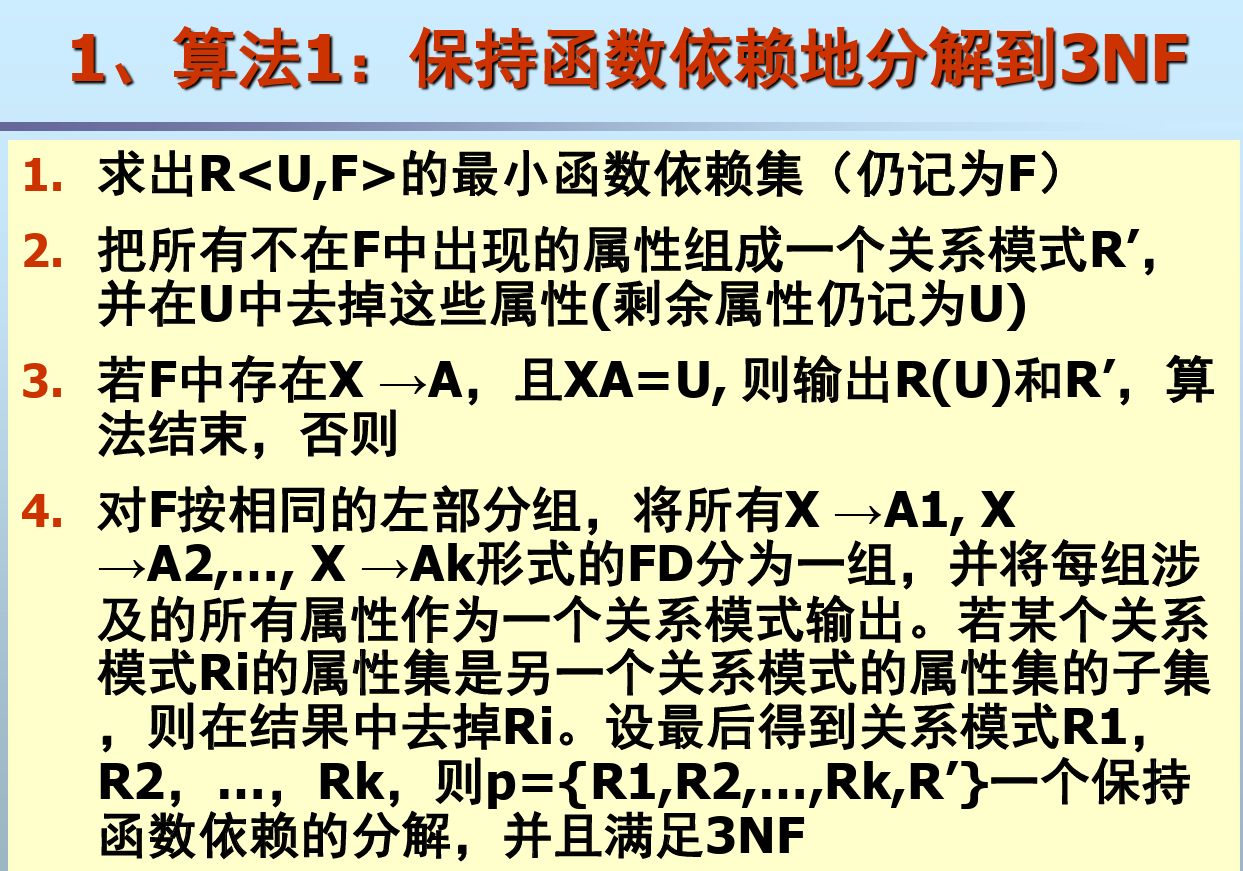 1、算法1：保持函数依赖地分解到3NF
1. 求出R<U,F>的最小函数依赖集（仍记为F）
2. 把所有不在F中出现的属性组成一个关系模式R’，
并在U中去掉这些属性(剩余属性仍记为U)
3. 若F中存在X →A，且XA=U, 则输出R(U)和R’，算
法结束，否则
4. 对F按相同的左部分组，将所有X →A1, X
→A2,…, X →Ak形式的FD分为一组，并将每组涉
及的所有属性作为一个关系模式输出。若某个关系
模式Ri的属性集是另一个关系模式的属性集的子集
，则在结果中去掉Ri。设最后得到关系模式R1，
R2，…，Rk，则p={R1,R2,…,Rk,R’}一个保持
函数依赖的分解，并且满足3NF